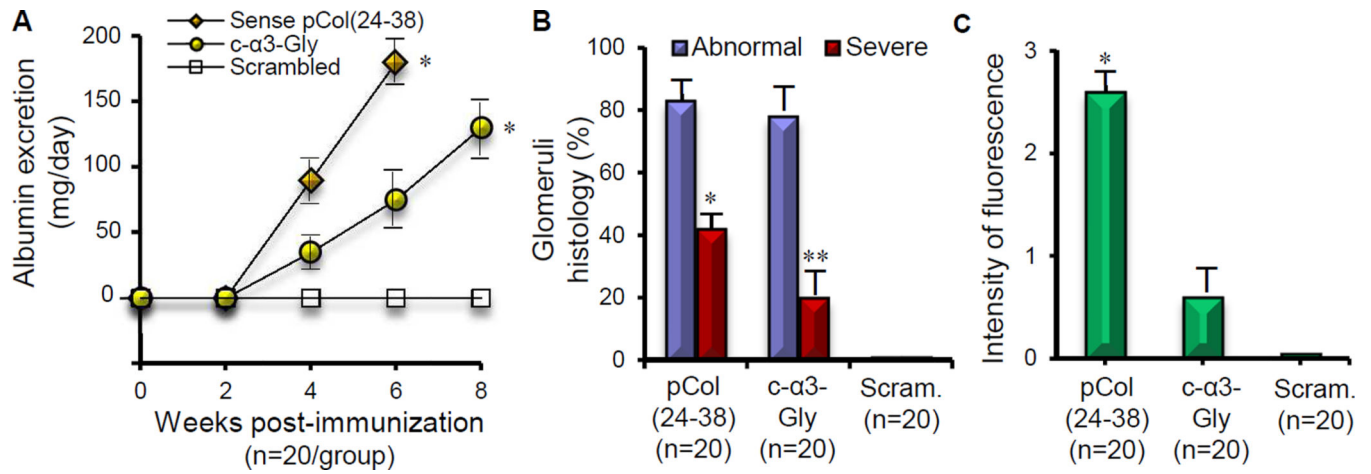 A
Sense pCol(24-38)
c-α3-Gly
Scrambled
Albumin excretion
(mg/day)
200
150
100
50
0
*
*
0 2 4 6 8
Weeks post-immunization
(n=20/group)
B
Abnormal Severe
Glomeruli
histology (%)
100
80
60
40
20
0
*
**
pCol
(24-38)
(n=20)
c-α3-
Gly
(n=20)
Scram.
(n=20)
C
Intensity of fluorescence
3
2
1
0
*
pCol
(24-38)
(n=20)
c-α3-
Gly
(n=20)
Scram.
(n=20)